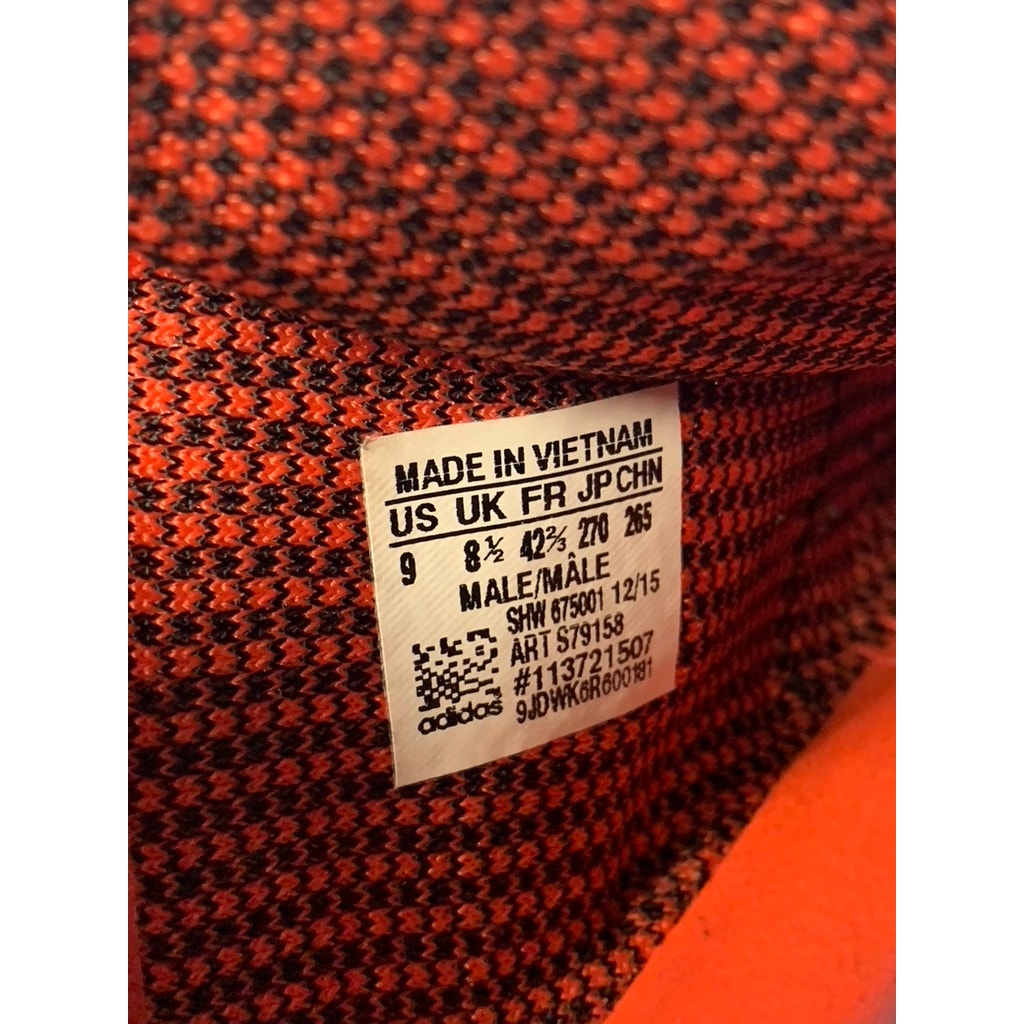 MADE IN VIETNAM
US UK FR JP CHN
9 8½ 42⅔ 270 265
MALE/MÂLE
SHW 675001 12/15
ART S79158
#113721507
9JDWK6R600181
adidas